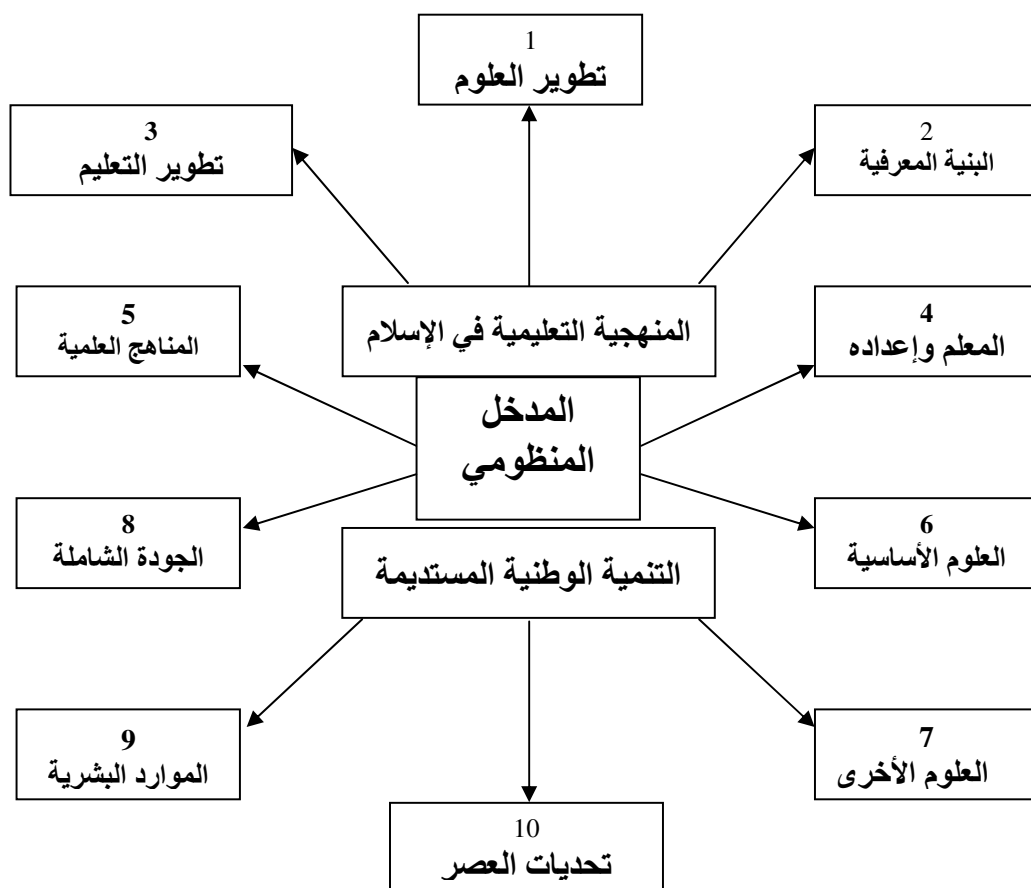 1
تطوير العلوم
2
البنية المعرفية
3
تطوير التعليم
المنهجية التعليمية في الإسلام
4
المعلم وإعداده
5
المناهج العلمية
المدخل
المنظومي
6
العلوم الأساسية
8
الجودة الشاملة
التنمية الوطنية المستديمة
7
العلوم الأخرى
9
الموارد البشرية
10
تحديات العصر